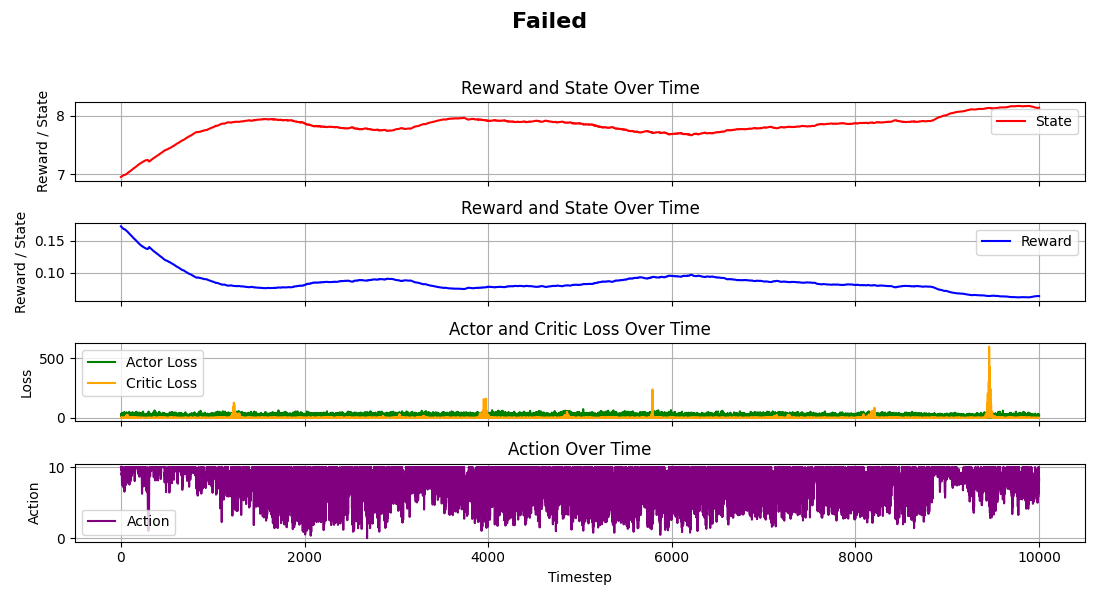 Failed
Reward and State Over Time
Reward / State
8
7
State
Reward and State Over Time
Reward / State
0.15
0.10
Reward
Actor and Critic Loss Over Time
Loss
500
0
Actor Loss
Critic Loss
Action Over Time
Action
10
0
Action
0 2000 4000 6000 8000 10000
Timestep